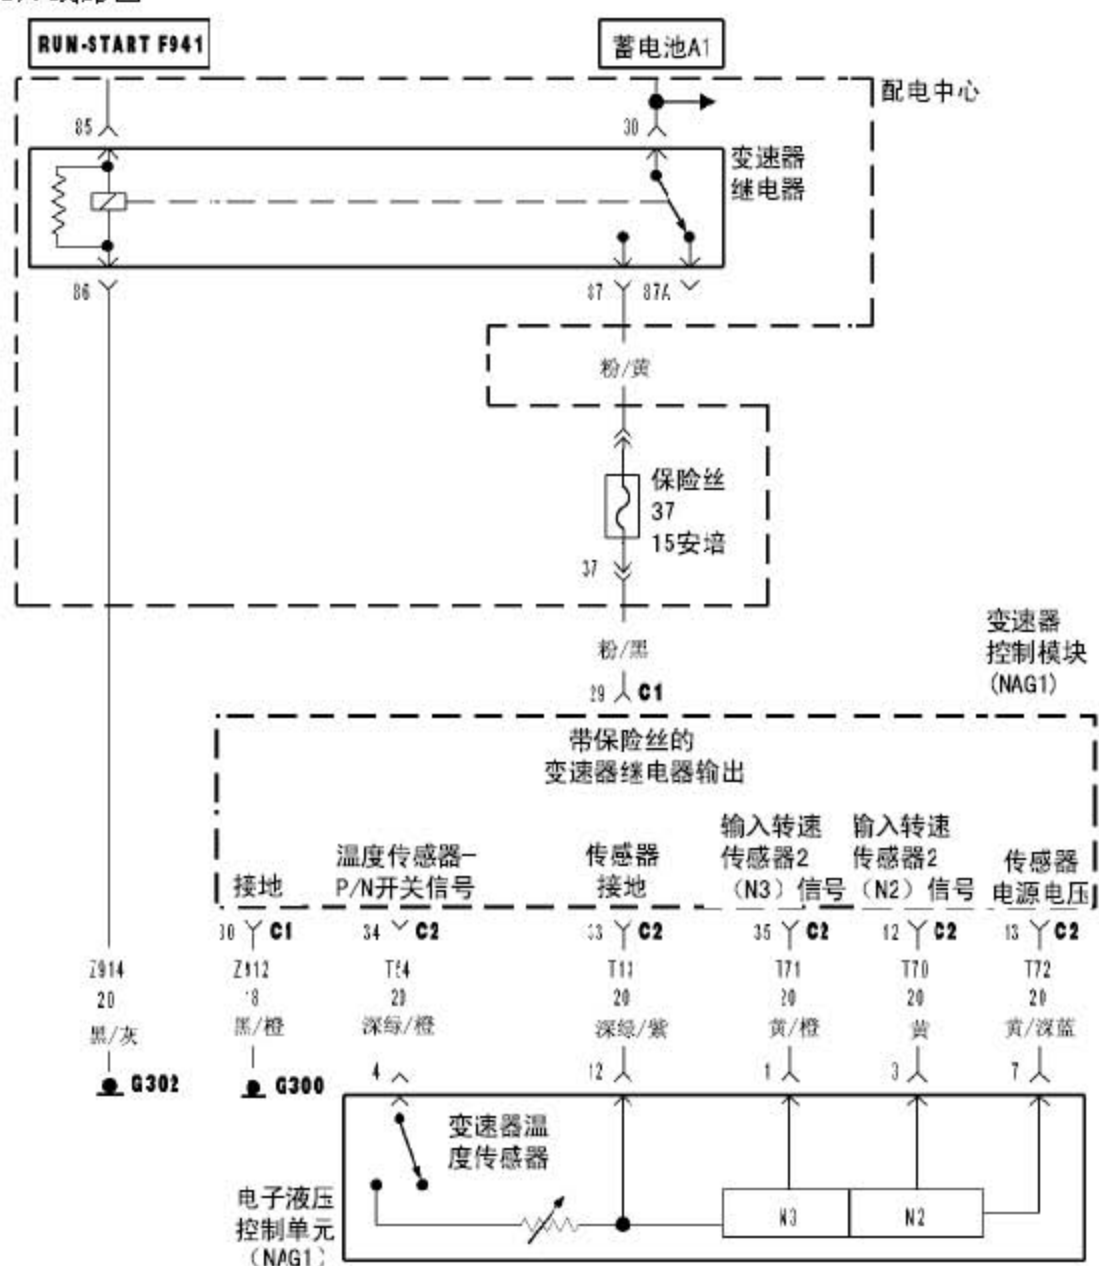 RUN-START F941
蓄电池A1
配电中心
85
30
变速器
继电器
86
87
87A
粉/黄
保险丝
37
15安培
37
粉/黑
变速器
控制模块
(NAG1)
29
C1
带保险丝的
变速器继电器输出
接地
温度传感器-
P/N开关信号
传感器
接地
输入转速
传感器2
(N3)信号
输入转速
传感器2
(N2)信号
传感器
电源电压
30 C1
34 C2
33 C2
35 C2
12 C2
13 C2
Z914
T71
T70
T72
20
18
20
20
20
20
20
黑/灰
黑/橙
深绿/橙
深绿/紫
黄/橙
黄
黄/深蓝
G302
G300
4
12
1
3
7
变速器温
度传感器
电子液压
控制单元
(NAG1)
N3
N2